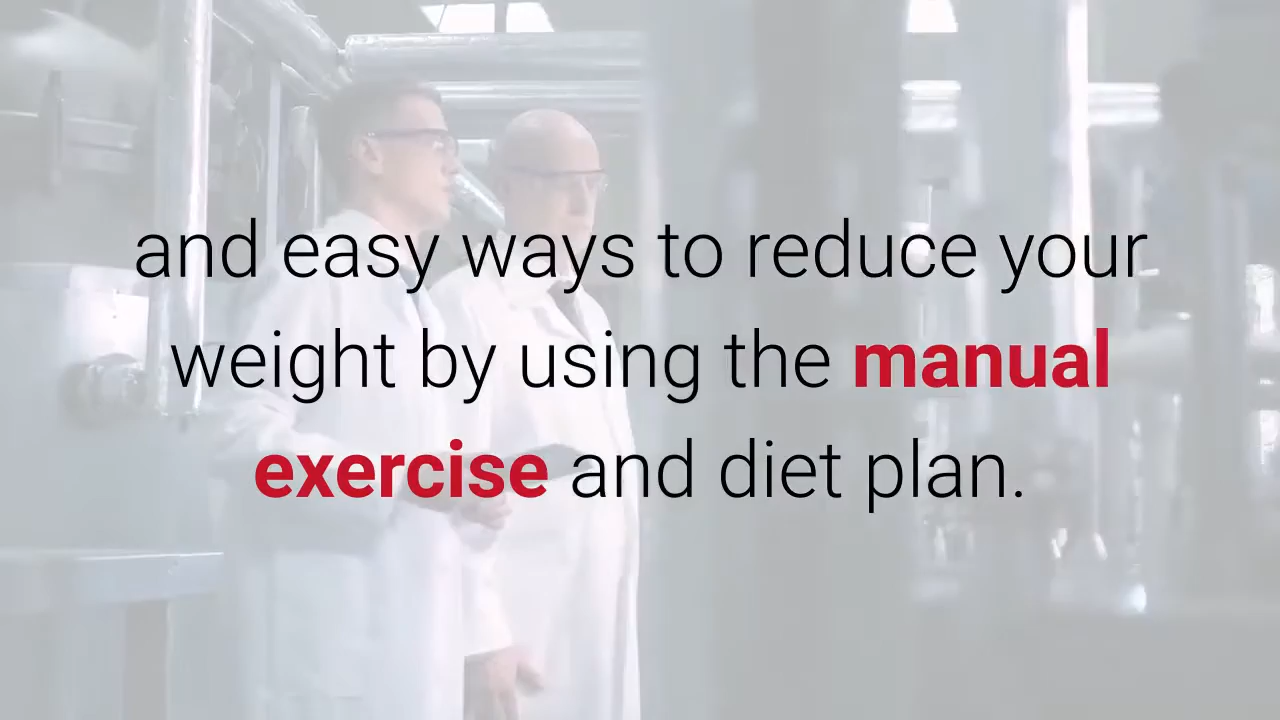 and easy ways to reduce your
weight by using the manual
exercise and diet plan.